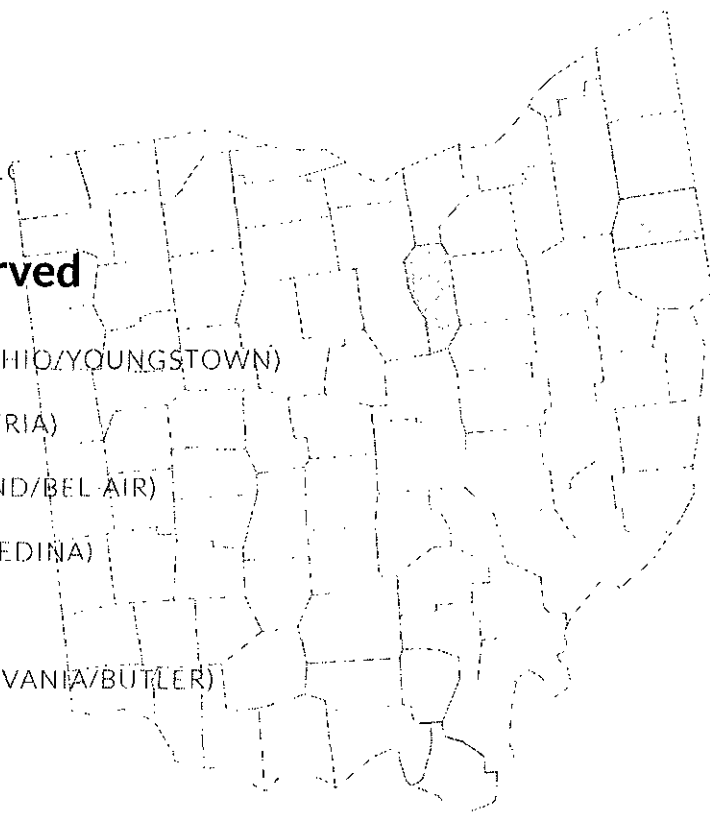 rved
HIO/YOUNGSTOWN)
RIA)
ND/BEL AIR)
EDINA)
VANIA/BUTLER)